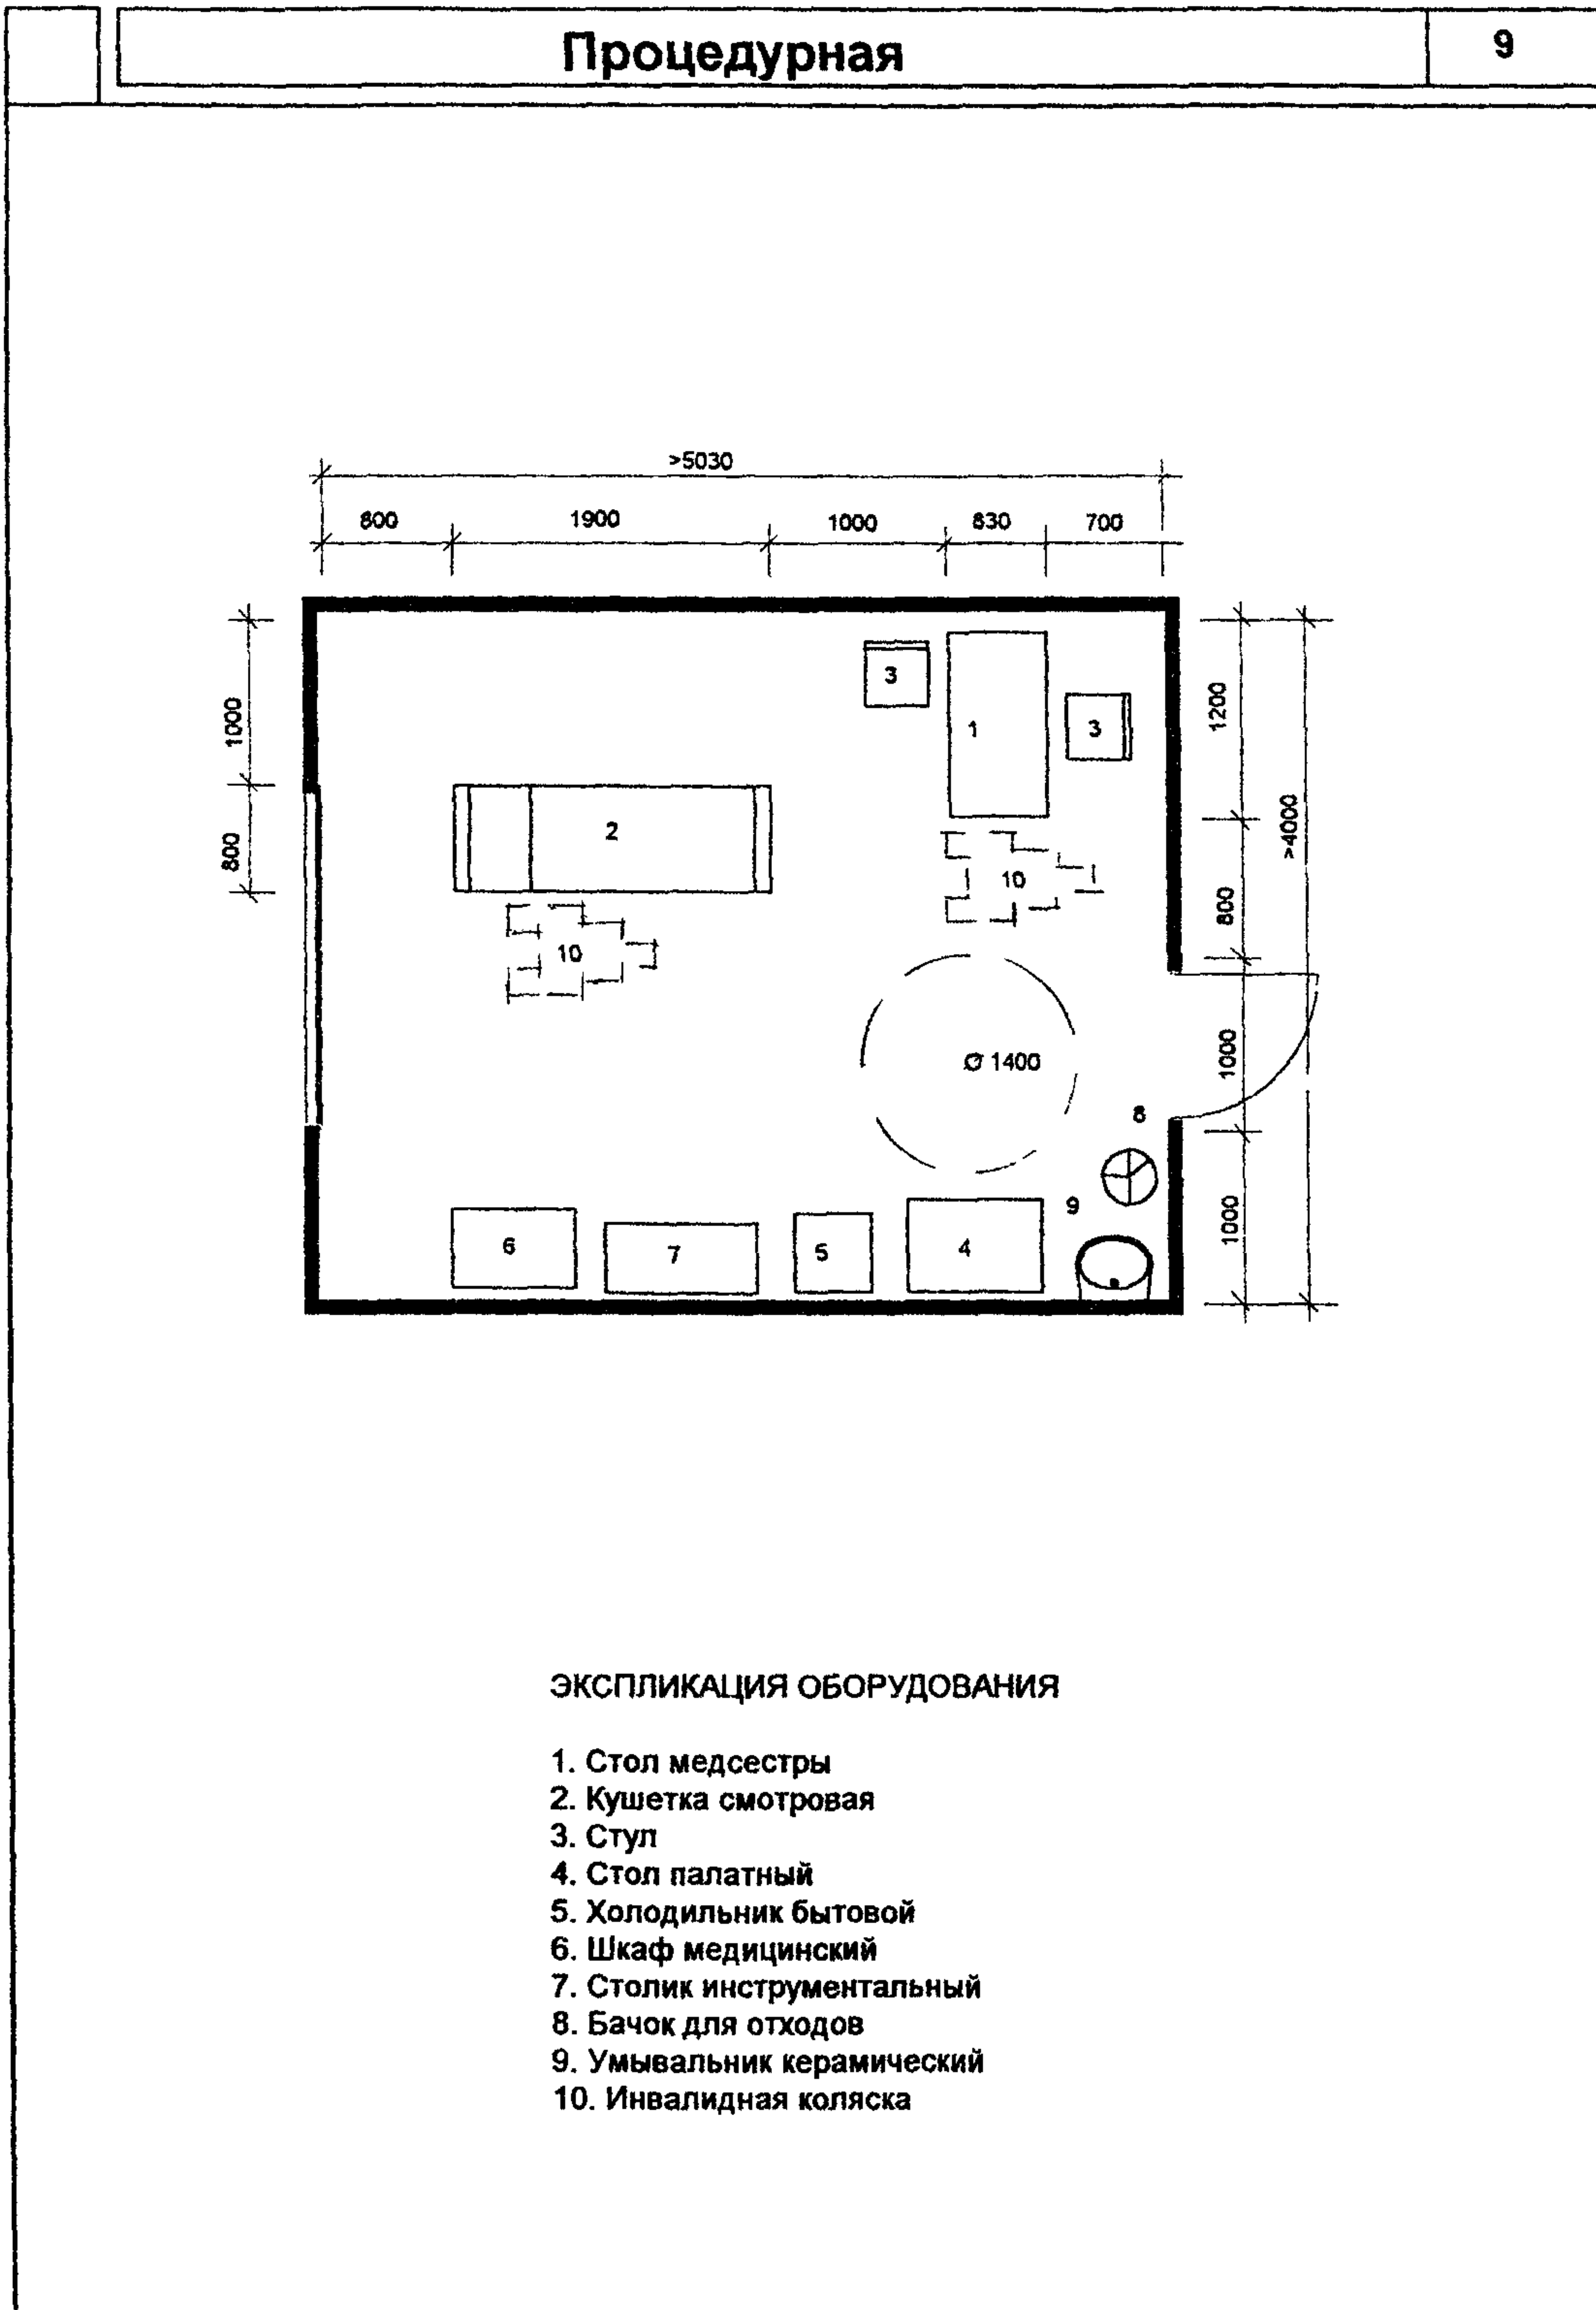 Процедурная
9
>5030
800 1900 1000 830 700
1000
800
1200
800
1000
1000
>4000
3
1
3
2
10
10
Ø 1400
8
9
6
7
5
4
ЭКСПЛИКАЦИЯ ОБОРУДОВАНИЯ
1. Стол медсестры
2. Кушетка смотровая
3. Стул
4. Стол палатный
5. Холодильник бытовой
6. Шкаф медицинский
7. Столик инструментальный
8. Бачок для отходов
9. Умывальник керамический
10. Инвалидная коляска